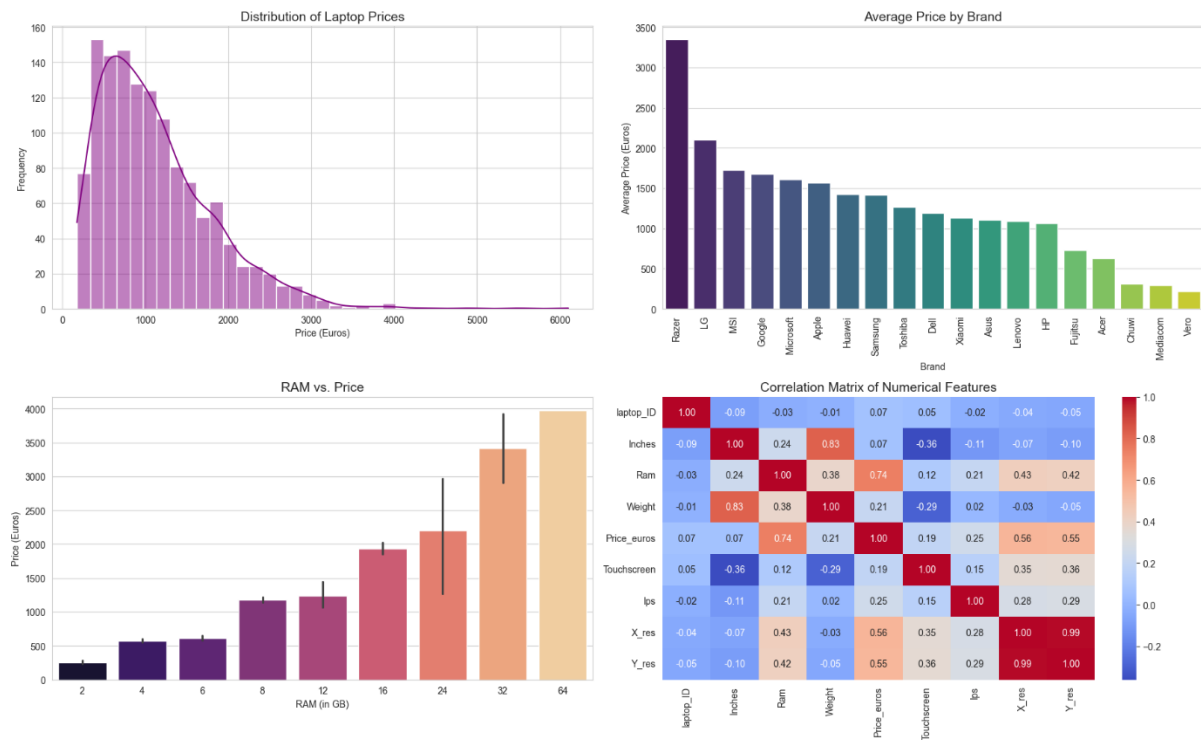 Distribution of Laptop Prices
160
140
120
100
80
60
40
20
0
Frequency
0 1000 2000 3000 4000 5000 6000
Price (Euros)
Average Price by Brand
3500
3000
2500
2000
1500
1000
500
0
Average Price (Euros)
Razer LG MSI Google Microsoft Apple Huawei Samsung Toshiba Dell Xiaomi Asus Lenovo HP Fujitsu Acer Chuwi Mediacom Vero
Brand
RAM vs. Price
4000
3500
3000
2500
2000
1500
1000
500
0
Price (Euros)
2 4 6 8 12 16 24 32 64
RAM (in GB)
Correlation Matrix of Numerical Features
laptop_ID 1.00 -0.09 -0.03 -0.01 0.07 0.05 -0.02 -0.04 -0.05
Inches -0.09 1.00 0.24 0.83 0.07 -0.36 -0.11 -0.07 -0.10
Ram -0.03 0.24 1.00 0.38 0.74 0.12 0.21 0.43 0.42
Weight -0.01 0.83 0.38 1.00 0.21 -0.29 0.02 -0.03 -0.05
Price_euros 0.07 0.07 0.74 0.21 1.00 0.19 0.25 0.56 0.55
Touchscreen 0.05 -0.36 0.12 -0.29 0.19 1.00 0.15 0.35 0.36
Ips -0.02 -0.11 0.21 0.02 0.25 0.15 1.00 0.28 0.29
X_res -0.04 -0.07 0.43 -0.03 0.56 0.35 0.28 1.00 0.99
Y_res -0.05 -0.10 0.42 -0.05 0.55 0.36 0.29 0.99 1.00
laptop_ID Inches Ram Weight Price_euros Touchscreen Ips X_res Y_res
1.0
0.8
0.6
0.4
0.2
0.0
−0.2